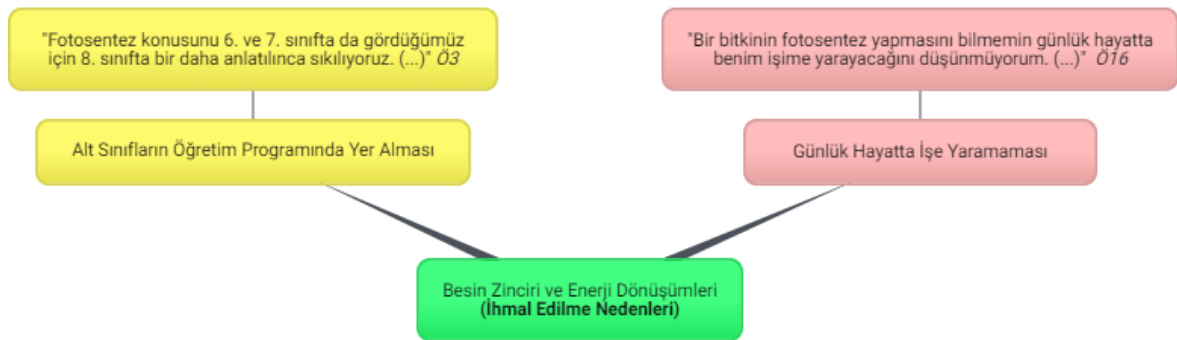 "Fotosentez konusunu 6. ve 7. sınıfta da gördüğümüz
için 8. sınıfta bir daha anlatılınca sıkılıyoruz. (...)" Ö3
"Bir bitkinin fotosentez yapmasını bilmemin günlük hayatta
benim işime yarayacağını düşünmüyorum. (...)" Ö16
Alt Sınıfların Öğretim Programında Yer Alması
Günlük Hayatta İşe Yaramaması
Besin Zinciri ve Enerji Dönüşümleri
(İhmal Edilme Nedenleri)